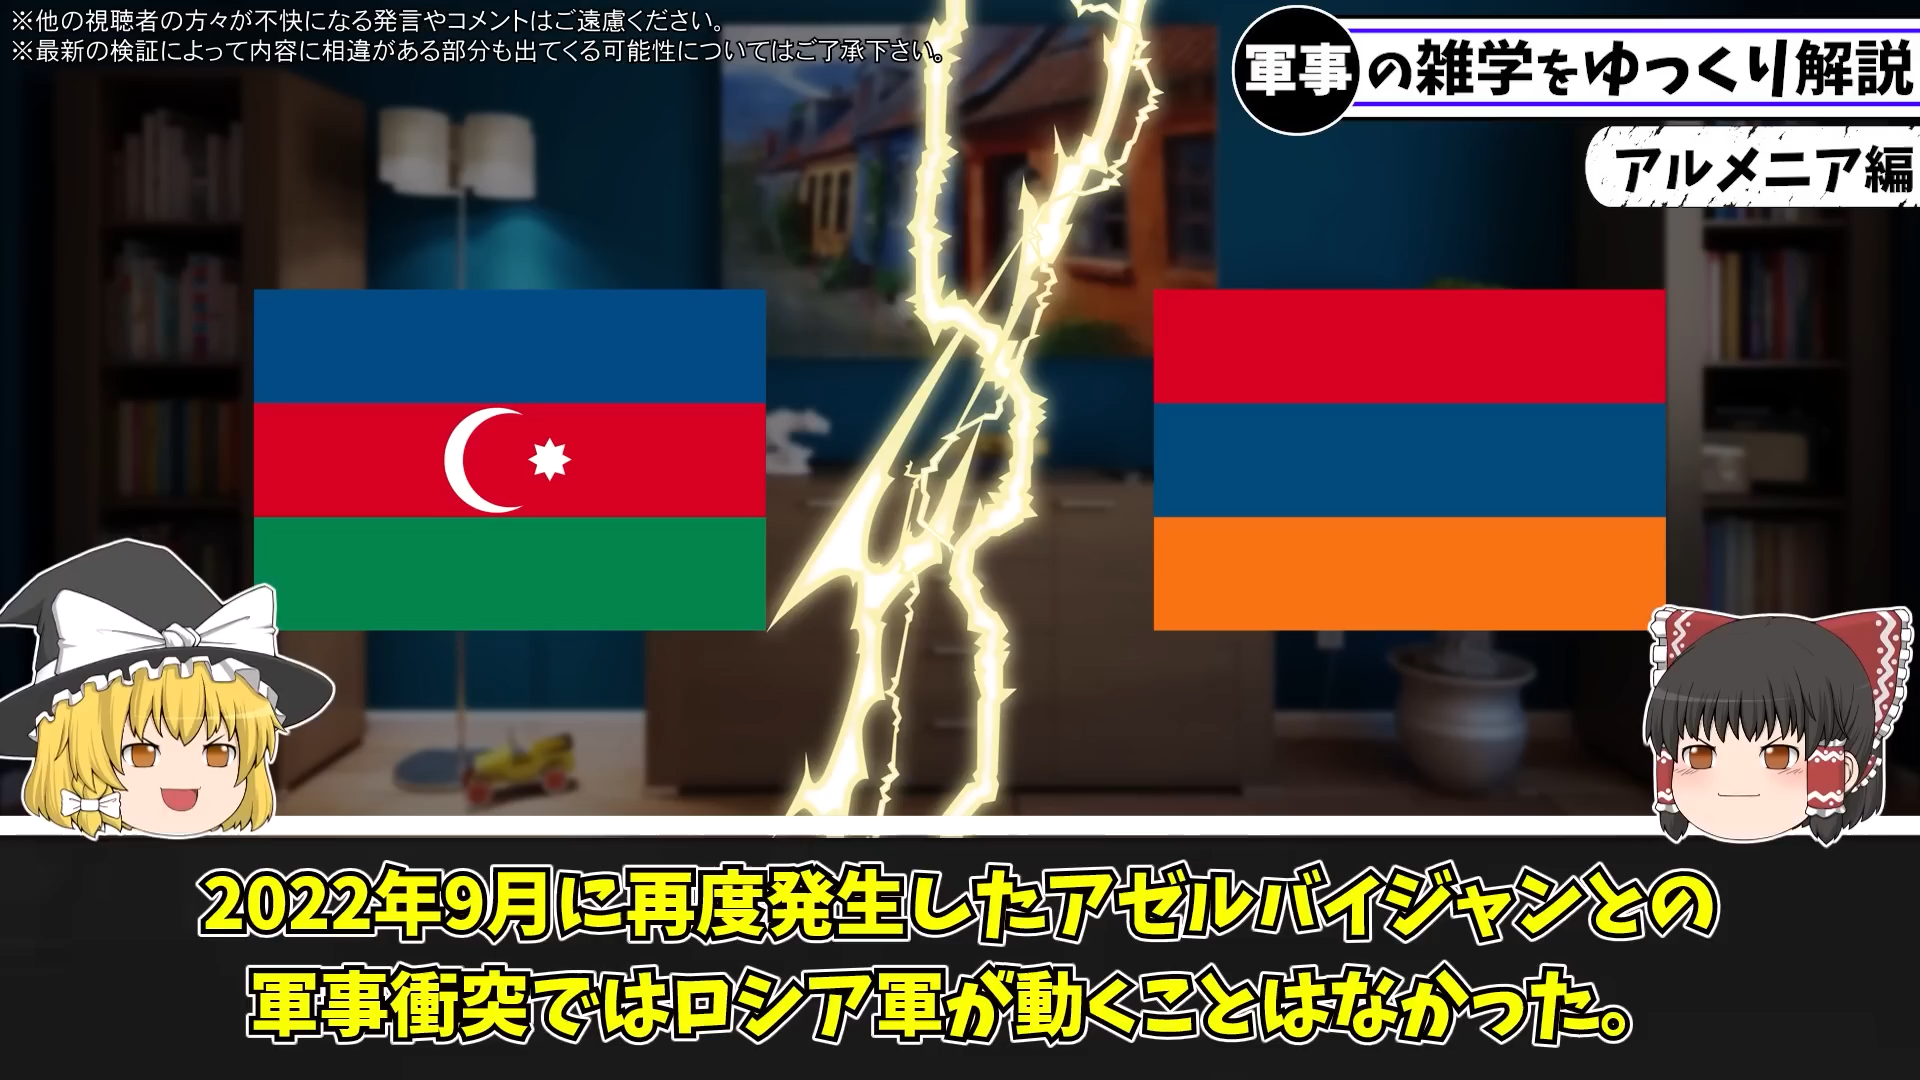 ※他の視聴者の方々が不快になる発言やコメントはご遠慮ください。
※最新の検証によって内容に相違がある部分も出てくる可能性についてはご了承下さい。
軍事の雑学をゆっくり解説
アルメニア編
2022年9月に再度発生したアゼルバイジャンとの
軍事衝突ではロシア軍が動くことはなかった。